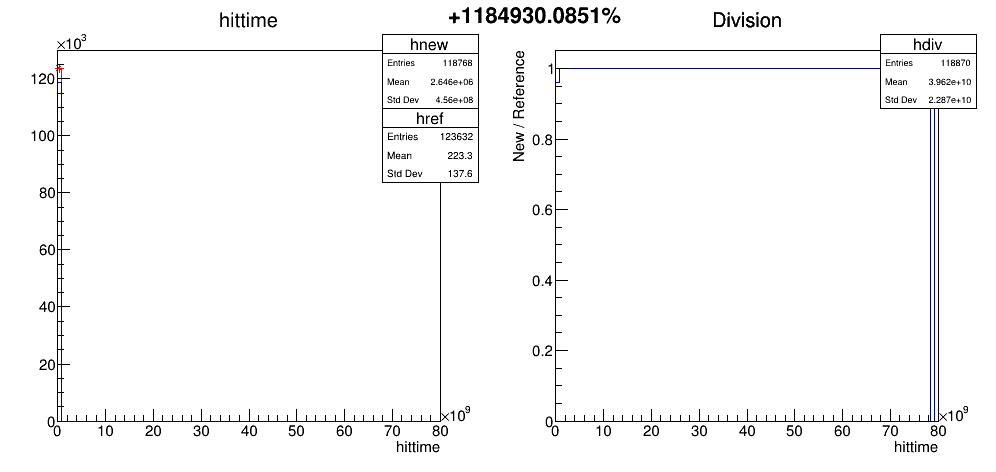 +1184930.0851%
hittime
×10³
hnew
Entries 118768
Mean 2.646e+06
Std Dev 4.56e+08
href
Entries 123632
Mean 223.3
Std Dev 137.6
120
100
80
60
40
20
0
0 10 20 30 40 50 60 70 80
×10⁹
hittime
Division
hdiv
Entries 118870
Mean 3.962e+10
Std Dev 2.287e+10
New / Reference
1
0.8
0.6
0.4
0.2
0
0 10 20 30 40 50 60 70 80
×10⁹
hittime